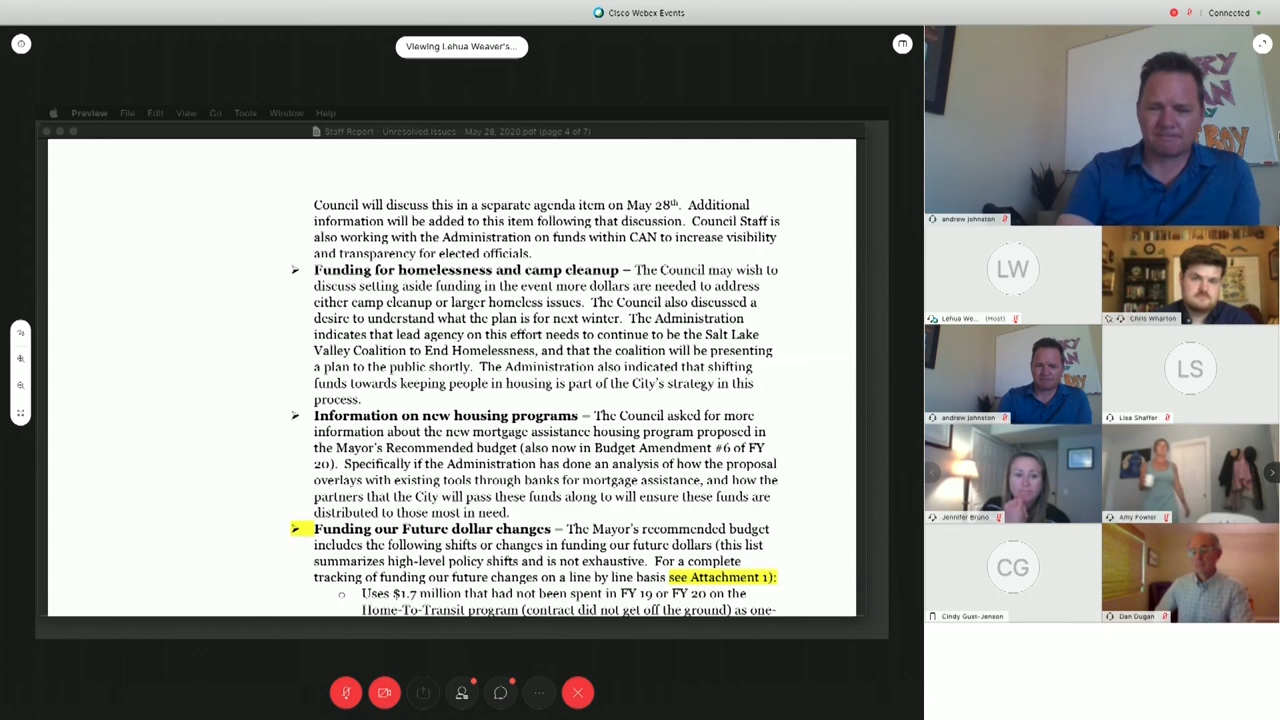 Cisco Webex Events
Connected
Viewing Lehua Weaver's...
Preview File Edit View Go Tools Window Help
Staff Report - Unresolved Issues - May 28, 2020.pdf (page 4 of 7)
Council will discuss this in a separate agenda item on May 28th. Additional
information will be added to this item following that discussion. Council Staff is
also working with the Administration on funds within CAN to increase visibility
and transparency for elected officials.
➢ Funding for homelessness and camp cleanup – The Council may wish to
discuss setting aside funding in the event more dollars are needed to address
either camp cleanup or larger homeless issues. The Council also discussed a
desire to understand what the plan is for next winter. The Administration
indicates that lead agency on this effort needs to continue to be the Salt Lake
Valley Coalition to End Homelessness, and that the coalition will be presenting
a plan to the public shortly. The Administration also indicated that shifting
funds towards keeping people in housing is part of the City's strategy in this
process.
➢ Information on new housing programs – The Council asked for more
information about the new mortgage assistance housing program proposed in
the Mayor's Recommended budget (also now in Budget Amendment #6 of FY
20). Specifically if the Administration has done an analysis of how the proposal
overlays with existing tools through banks for mortgage assistance, and how the
partners that the City will pass these funds along to will ensure these funds are
distributed to those most in need.
➢ Funding our Future dollar changes – The Mayor's recommended budget
includes the following shifts or changes in funding our future dollars (this list
summarizes high-level policy shifts and is not exhaustive. For a complete
tracking of funding our future changes on a line by line basis see Attachment 1):
o Uses $1.7 million that had not been spent in FY 19 or FY 20 on the
Home-To-Transit program (contract did not get off the ground) as one-
andrew johnston
LW
Lehua We... (Host)
Chris Wharton
andrew johnston
LS
Lisa Shaffer
Jennifer Bruno
Amy Fowler
CG
Cindy Gust-Jenson
Dan Dugan